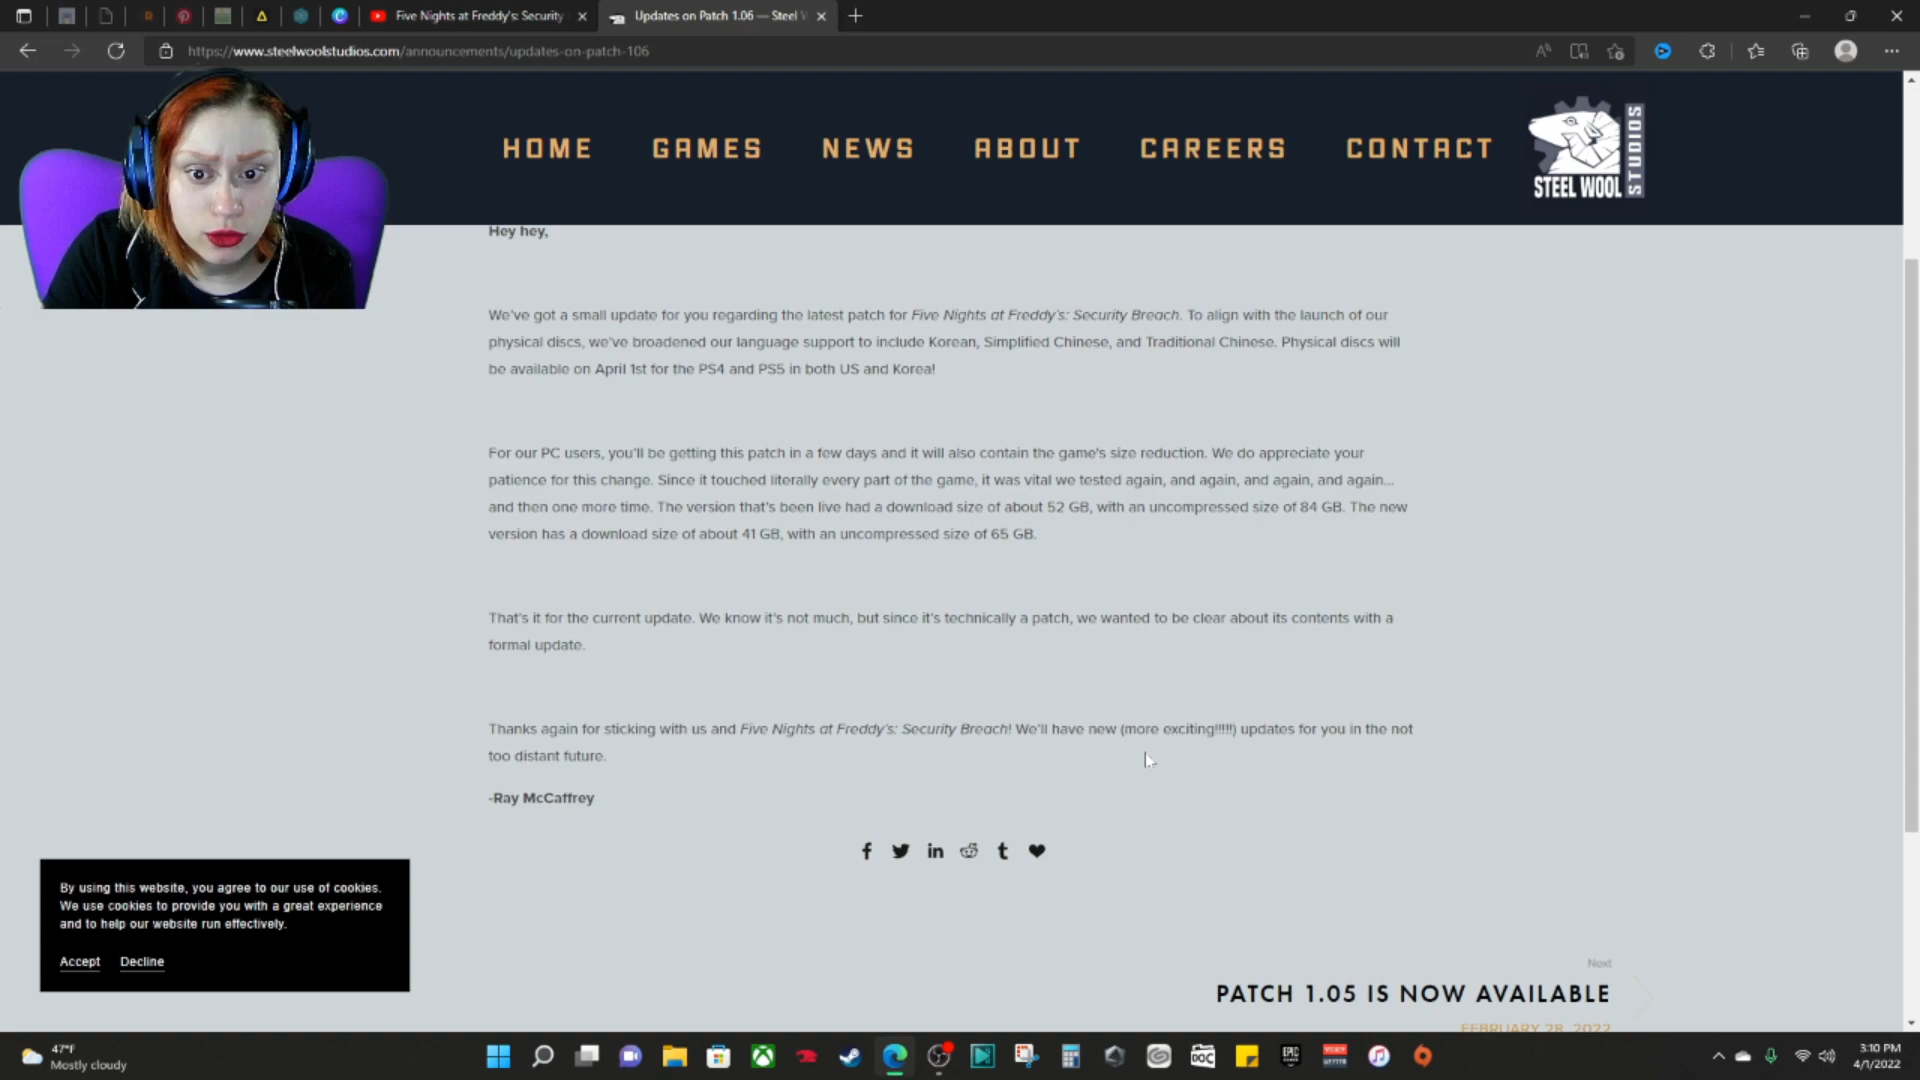 Five Nights at Freddy's: Security
Updates on Patch 1.06 — Steel W
https://www.steelwoolstudios.com/announcements/updates-on-patch-106
HOME GAMES NEWS ABOUT CAREERS CONTACT
STEEL WOOL STUDIOS
Hey hey,
We've got a small update for you regarding the latest patch for Five Nights at Freddy's: Security Breach. To align with the launch of our
physical discs, we've broadened our language support to include Korean, Simplified Chinese, and Traditional Chinese. Physical discs will
be available on April 1st for the PS4 and PS5 in both US and Korea!
For our PC users, you'll be getting this patch in a few days and it will also contain the game's size reduction. We do appreciate your
patience for this change. Since it touched literally every part of the game, it was vital we tested again, and again, and again, and again...
and then one more time. The version that's been live had a download size of about 52 GB, with an uncompressed size of 84 GB. The new
version has a download size of about 41 GB, with an uncompressed size of 65 GB.
That's it for the current update. We know it's not much, but since it's technically a patch, we wanted to be clear about its contents with a
formal update.
Thanks again for sticking with us and Five Nights at Freddy's: Security Breach! We'll have new (more exciting!!!!!) updates for you in the not
too distant future.
-Ray McCaffrey
By using this website, you agree to our use of cookies.
We use cookies to provide you with a great experience
and to help our website run effectively.
Accept Decline
Next
PATCH 1.05 IS NOW AVAILABLE
FEBRUARY 28, 2022
47°F
Mostly cloudy
DOC
EPIC
3:10 PM
4/1/2022